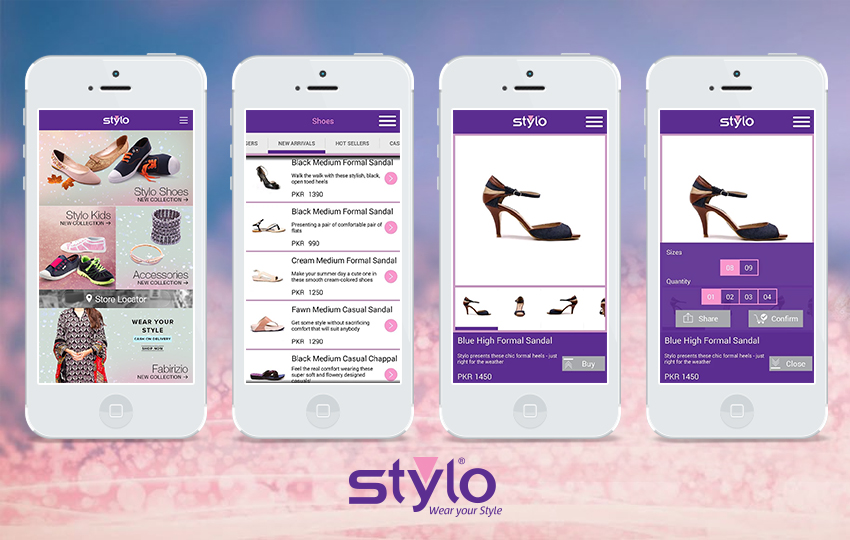 stylo
Stylo Shoes
NEW COLLECTION →
Stylo Kids
NEW COLLECTION →
Accessories
NEW COLLECTION →
Store Locator
WEAR YOUR
STYLE
CASH ON DELIVERY
SHOP NOW
Fabirizio
NEW COLLECTION →
Shoes
SERS
NEW ARRIVALS
HOT SELLERS
CAS
Black Medium Formal Sandal
Walk the walk with these stylish, black,
open toed heels
PKR 1390
Black Medium Formal Sandal
Presenting a pair of comfortable pair of
flats
PKR 990
Cream Medium Formal Sandal
Make your summer day a cute one in
these smooth cream-colored shoes
PKR 1250
Fawn Medium Casual Sandal
Get some style without sacrificing
comfort that will suit anybody
PKR 1290
Black Medium Casual Chappal
Feel the real comfort wearing these
super soft and flowery designed
casuals!
stylo
Blue High Formal Sandal
Stylo presents these chic formal heels - just
right for the weather
PKR 1450
Buy
stylo
Sizes
08 09
Quantity
01 02 03 04
Share
Confirm
Blue High Formal Sandal
Stylo presents these chic formal heels - just
right for the weather
PKR 1450
Close
stylo®
Wear your Style